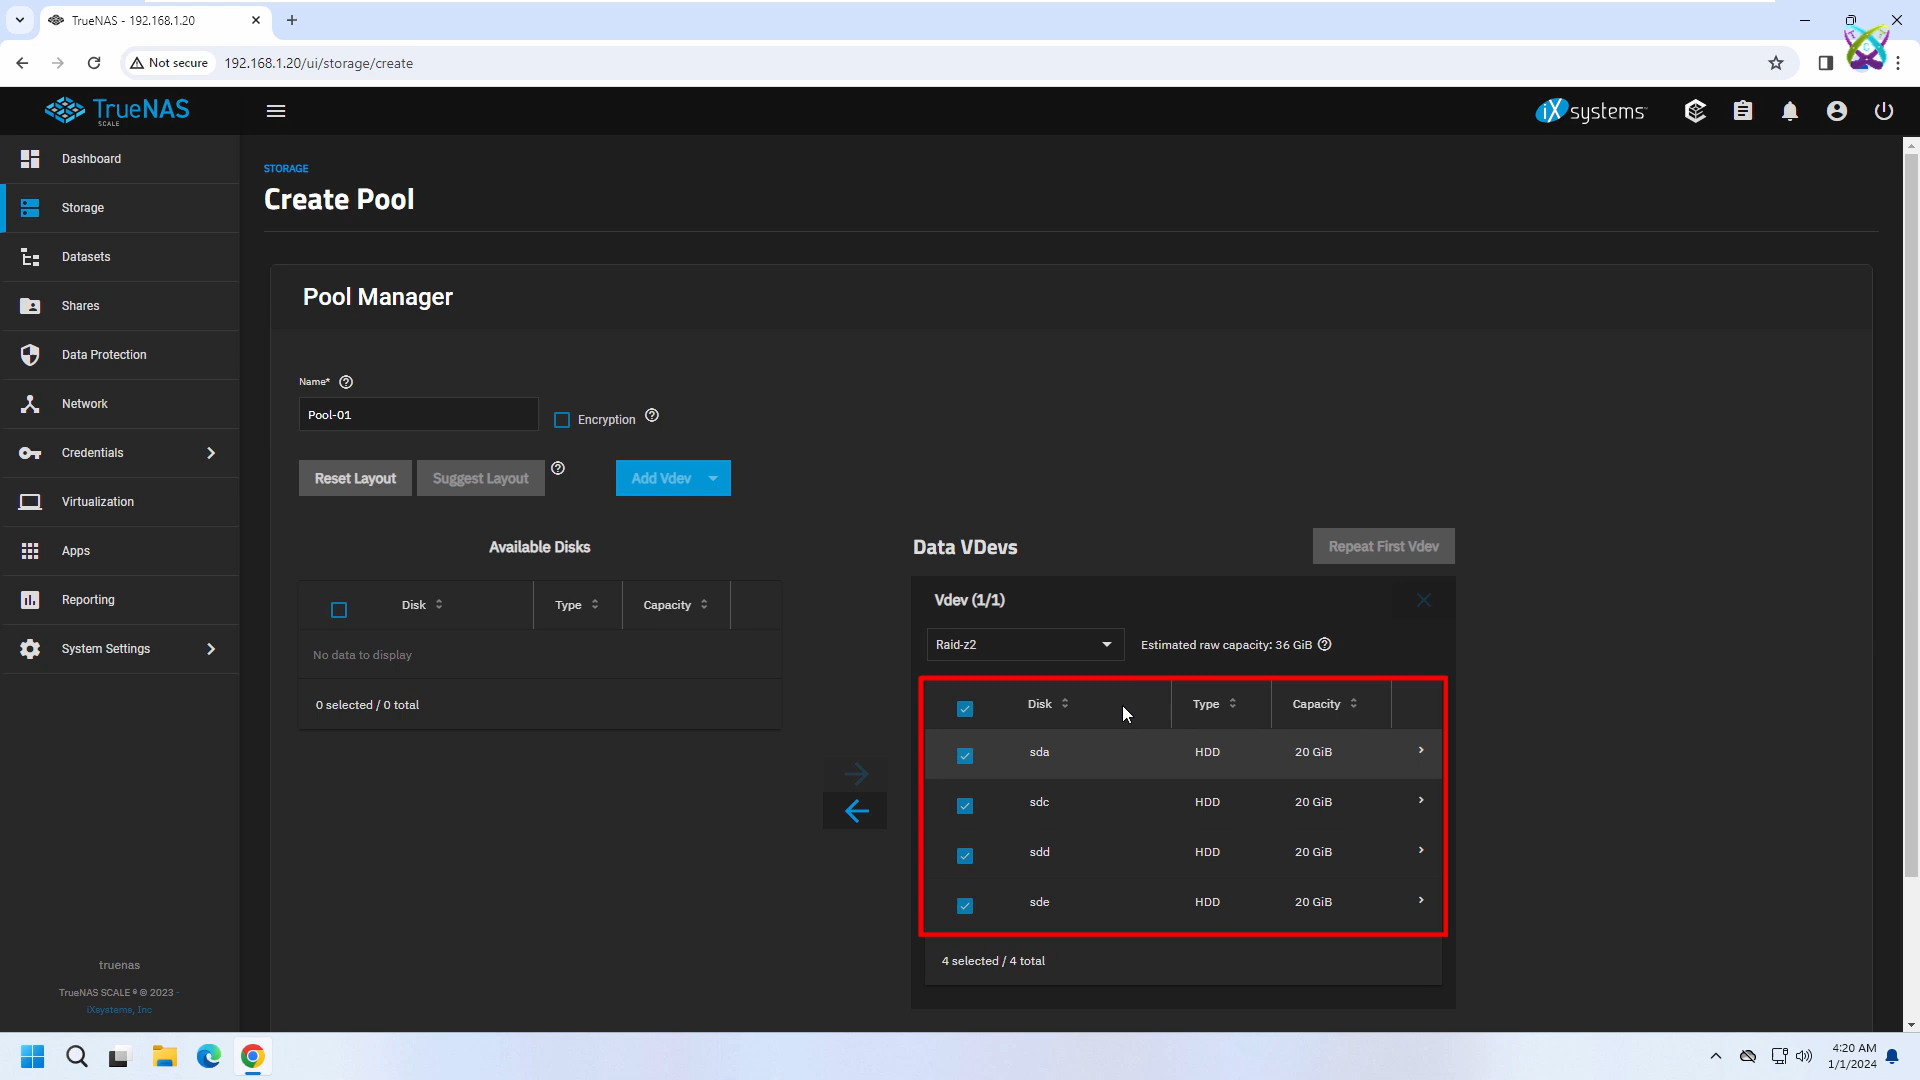 TrueNAS - 192.168.1.20
Not secure
192.168.1.20/ui/storage/create
TrueNAS
SCALE
iXsystems
Dashboard
Storage
Datasets
Shares
Data Protection
Network
Credentials
Virtualization
Apps
Reporting
System Settings
truenas
TrueNAS SCALE ® © 2023 -
iXsystems, Inc
STORAGE
Create Pool
Pool Manager
Name*
Pool-01
Encryption
Reset Layout
Suggest Layout
Add Vdev
Available Disks
Disk Type Capacity
No data to display
0 selected / 0 total
Data VDevs
Repeat First Vdev
Vdev (1/1)
Raid-z2
Estimated raw capacity: 36 GiB
Disk Type Capacity
sda HDD 20 GiB
sdc HDD 20 GiB
sdd HDD 20 GiB
sde HDD 20 GiB
4 selected / 4 total
4:20 AM
1/1/2024